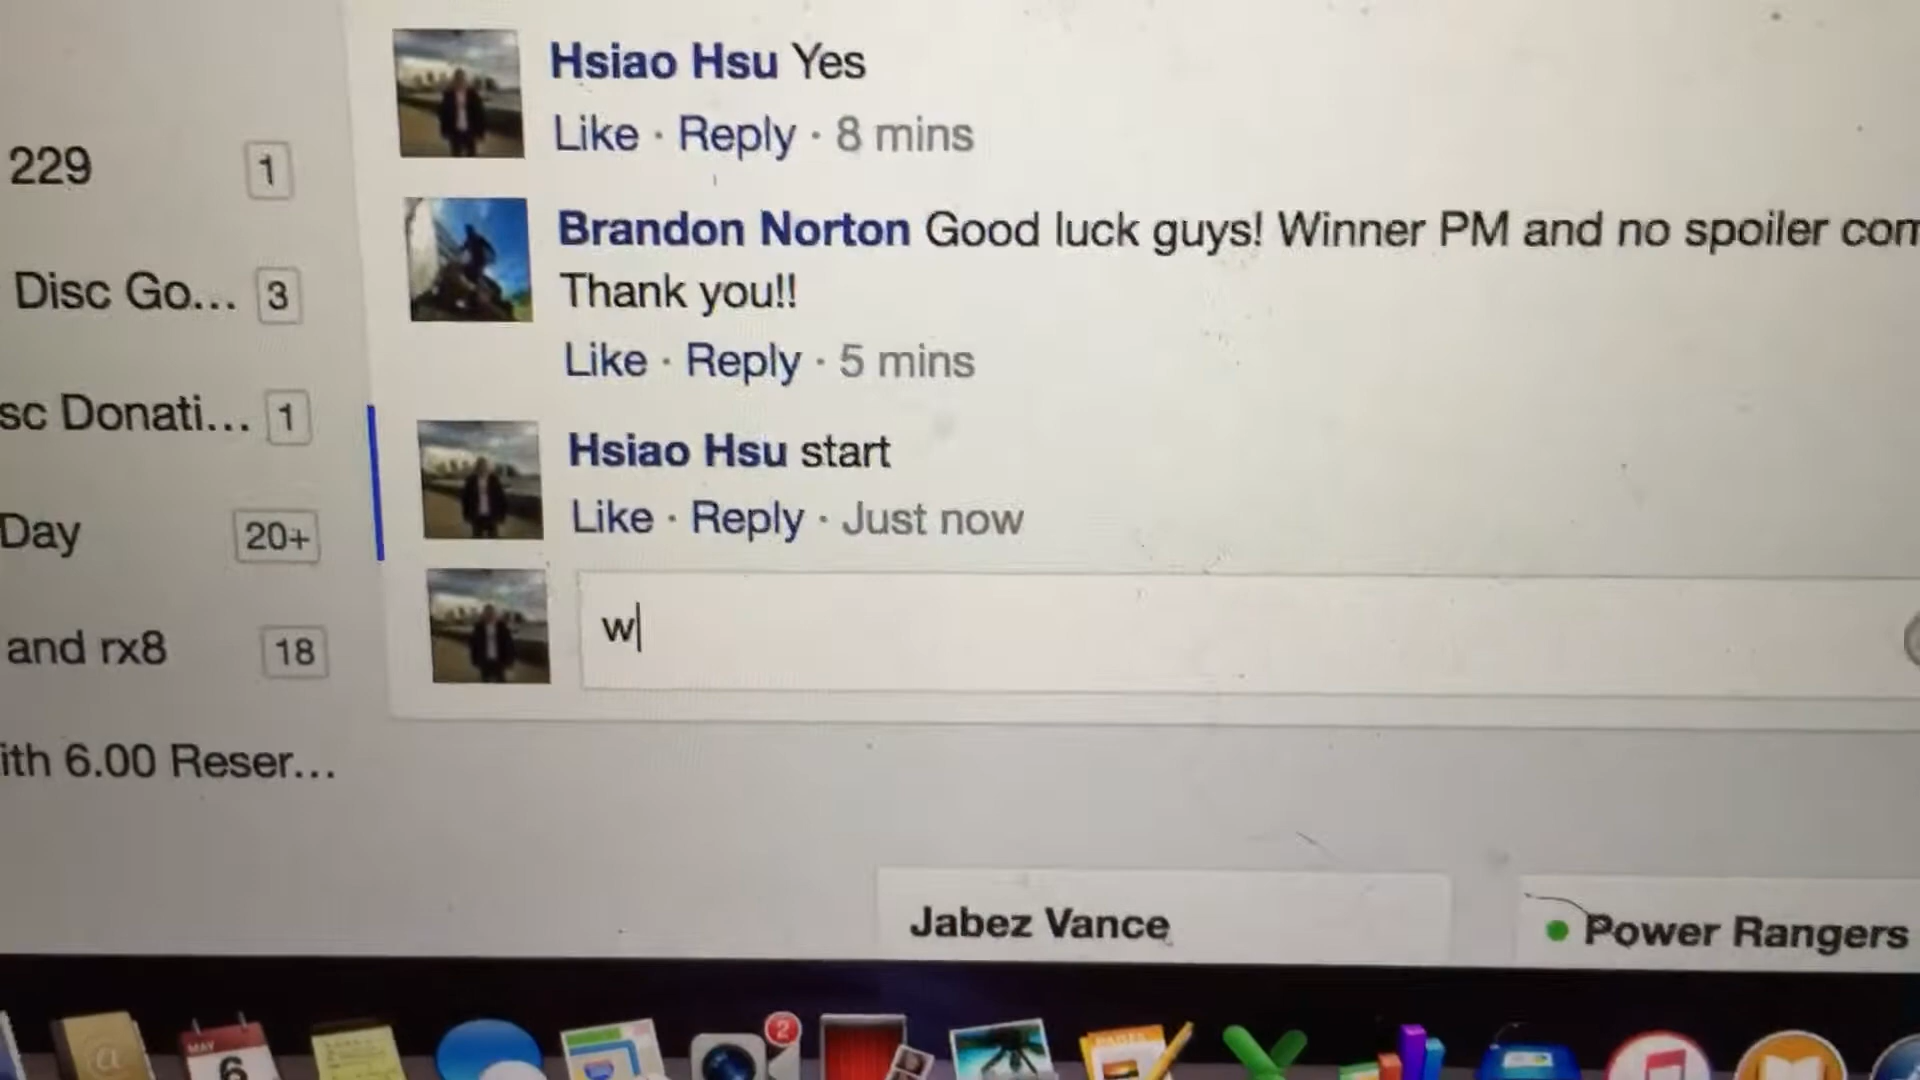 Hsiao Hsu Yes
Like · Reply · 8 mins
229 1
Brandon Norton Good luck guys! Winner PM and no spoiler com
Disc Go... 3
Thank you!!
Like · Reply · 5 mins
sc Donati... 1
Hsiao Hsu start
Like · Reply · Just now
Day 20+
w
and rx8 18
ith 6.00 Reser...
Jabez Vance
Power Rangers
2
MAY
6